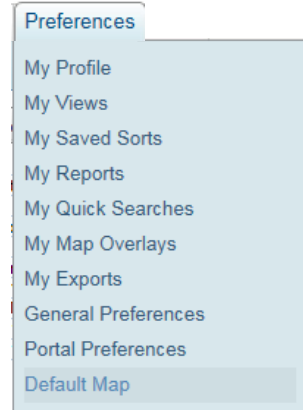 Preferences
My Profile
My Views
My Saved Sorts
My Reports
My Quick Searches
My Map Overlays
My Exports
General Preferences
Portal Preferences
Default Map